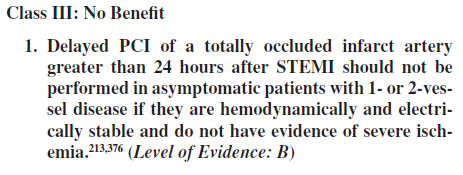 Class III: No Benefit
1. Delayed PCI of a totally occluded infarct artery
greater than 24 hours after STEMI should not be
performed in asymptomatic patients with 1- or 2-ves-
sel disease if they are hemodynamically and electri-
cally stable and do not have evidence of severe isch-
emia.213,376 (Level of Evidence: B)